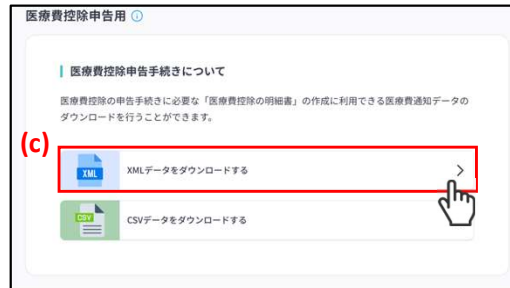 医療費控除申告用
医療費控除申告手続きについて
医療費控除の申告手続きに必要な「医療費控除の明細書」の作成に利用できる医療費通知データの
ダウンロードを行うことができます。
(c)
XML
XMLデータをダウンロードする
CSV
CSVデータをダウンロードする